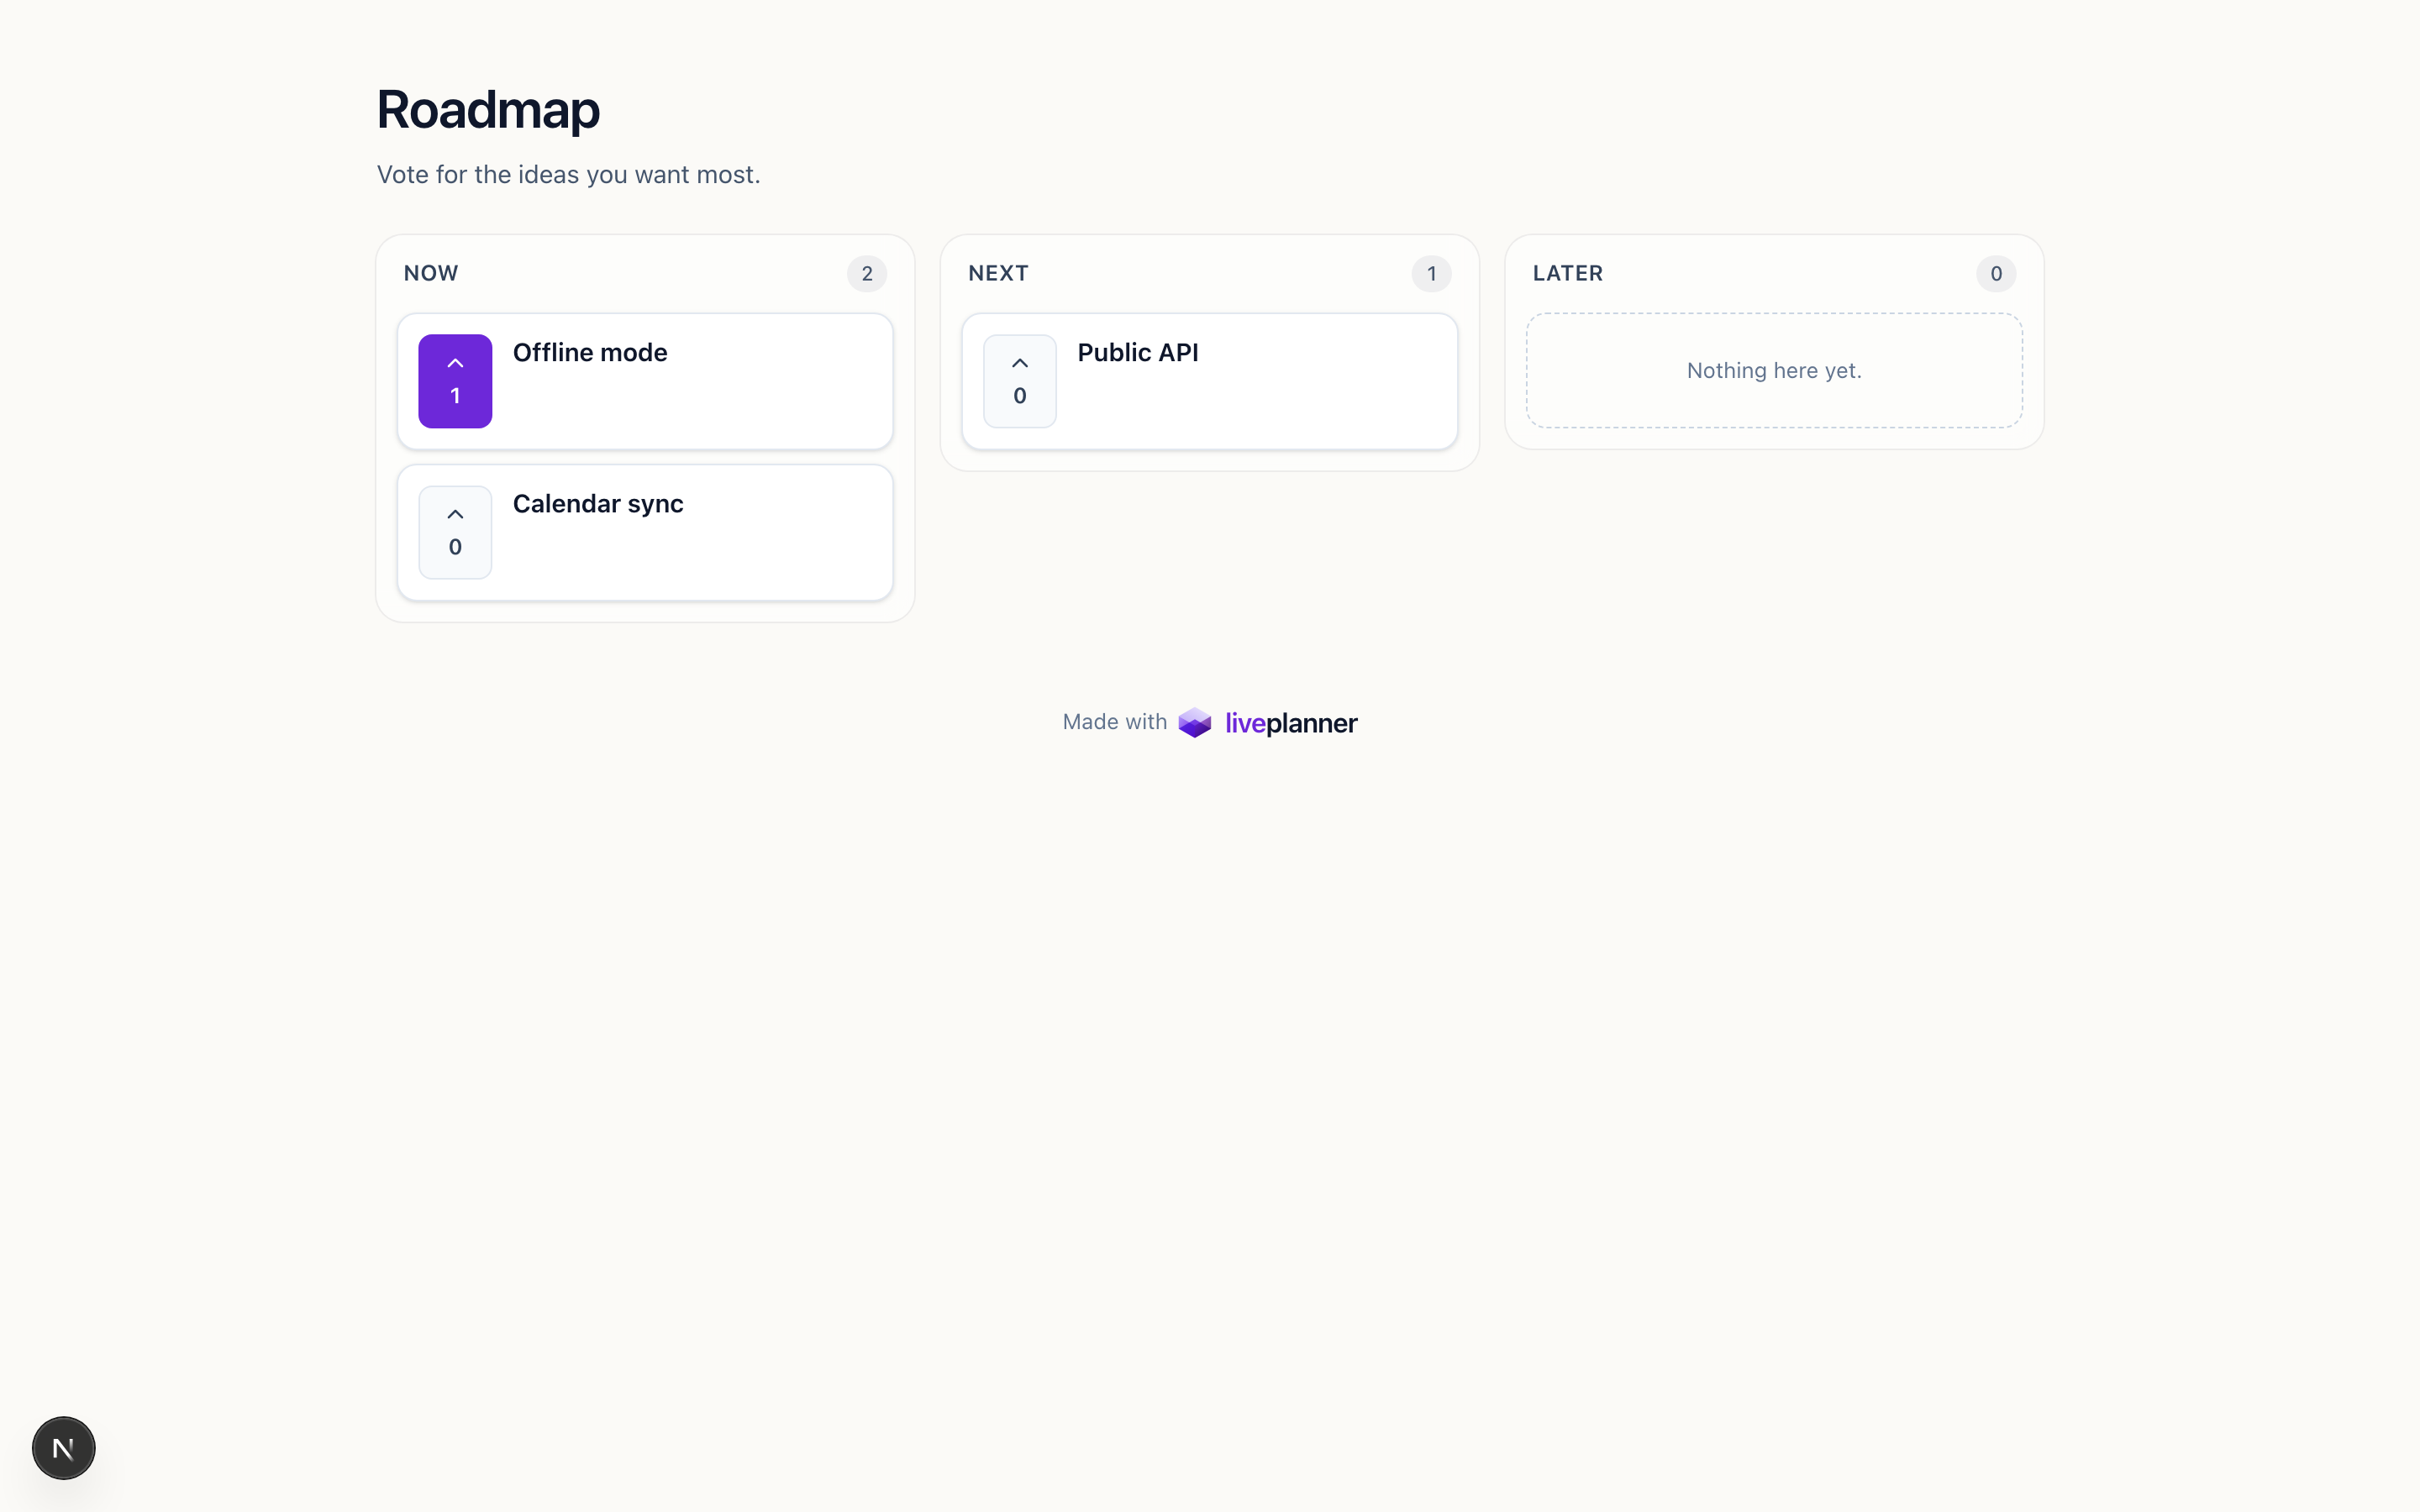 Roadmap
Vote for the ideas you want most.
NOW 2
Offline mode
1
Calendar sync
0
NEXT 1
Public API
0
LATER 0
Nothing here yet.
Made with liveplanner
N